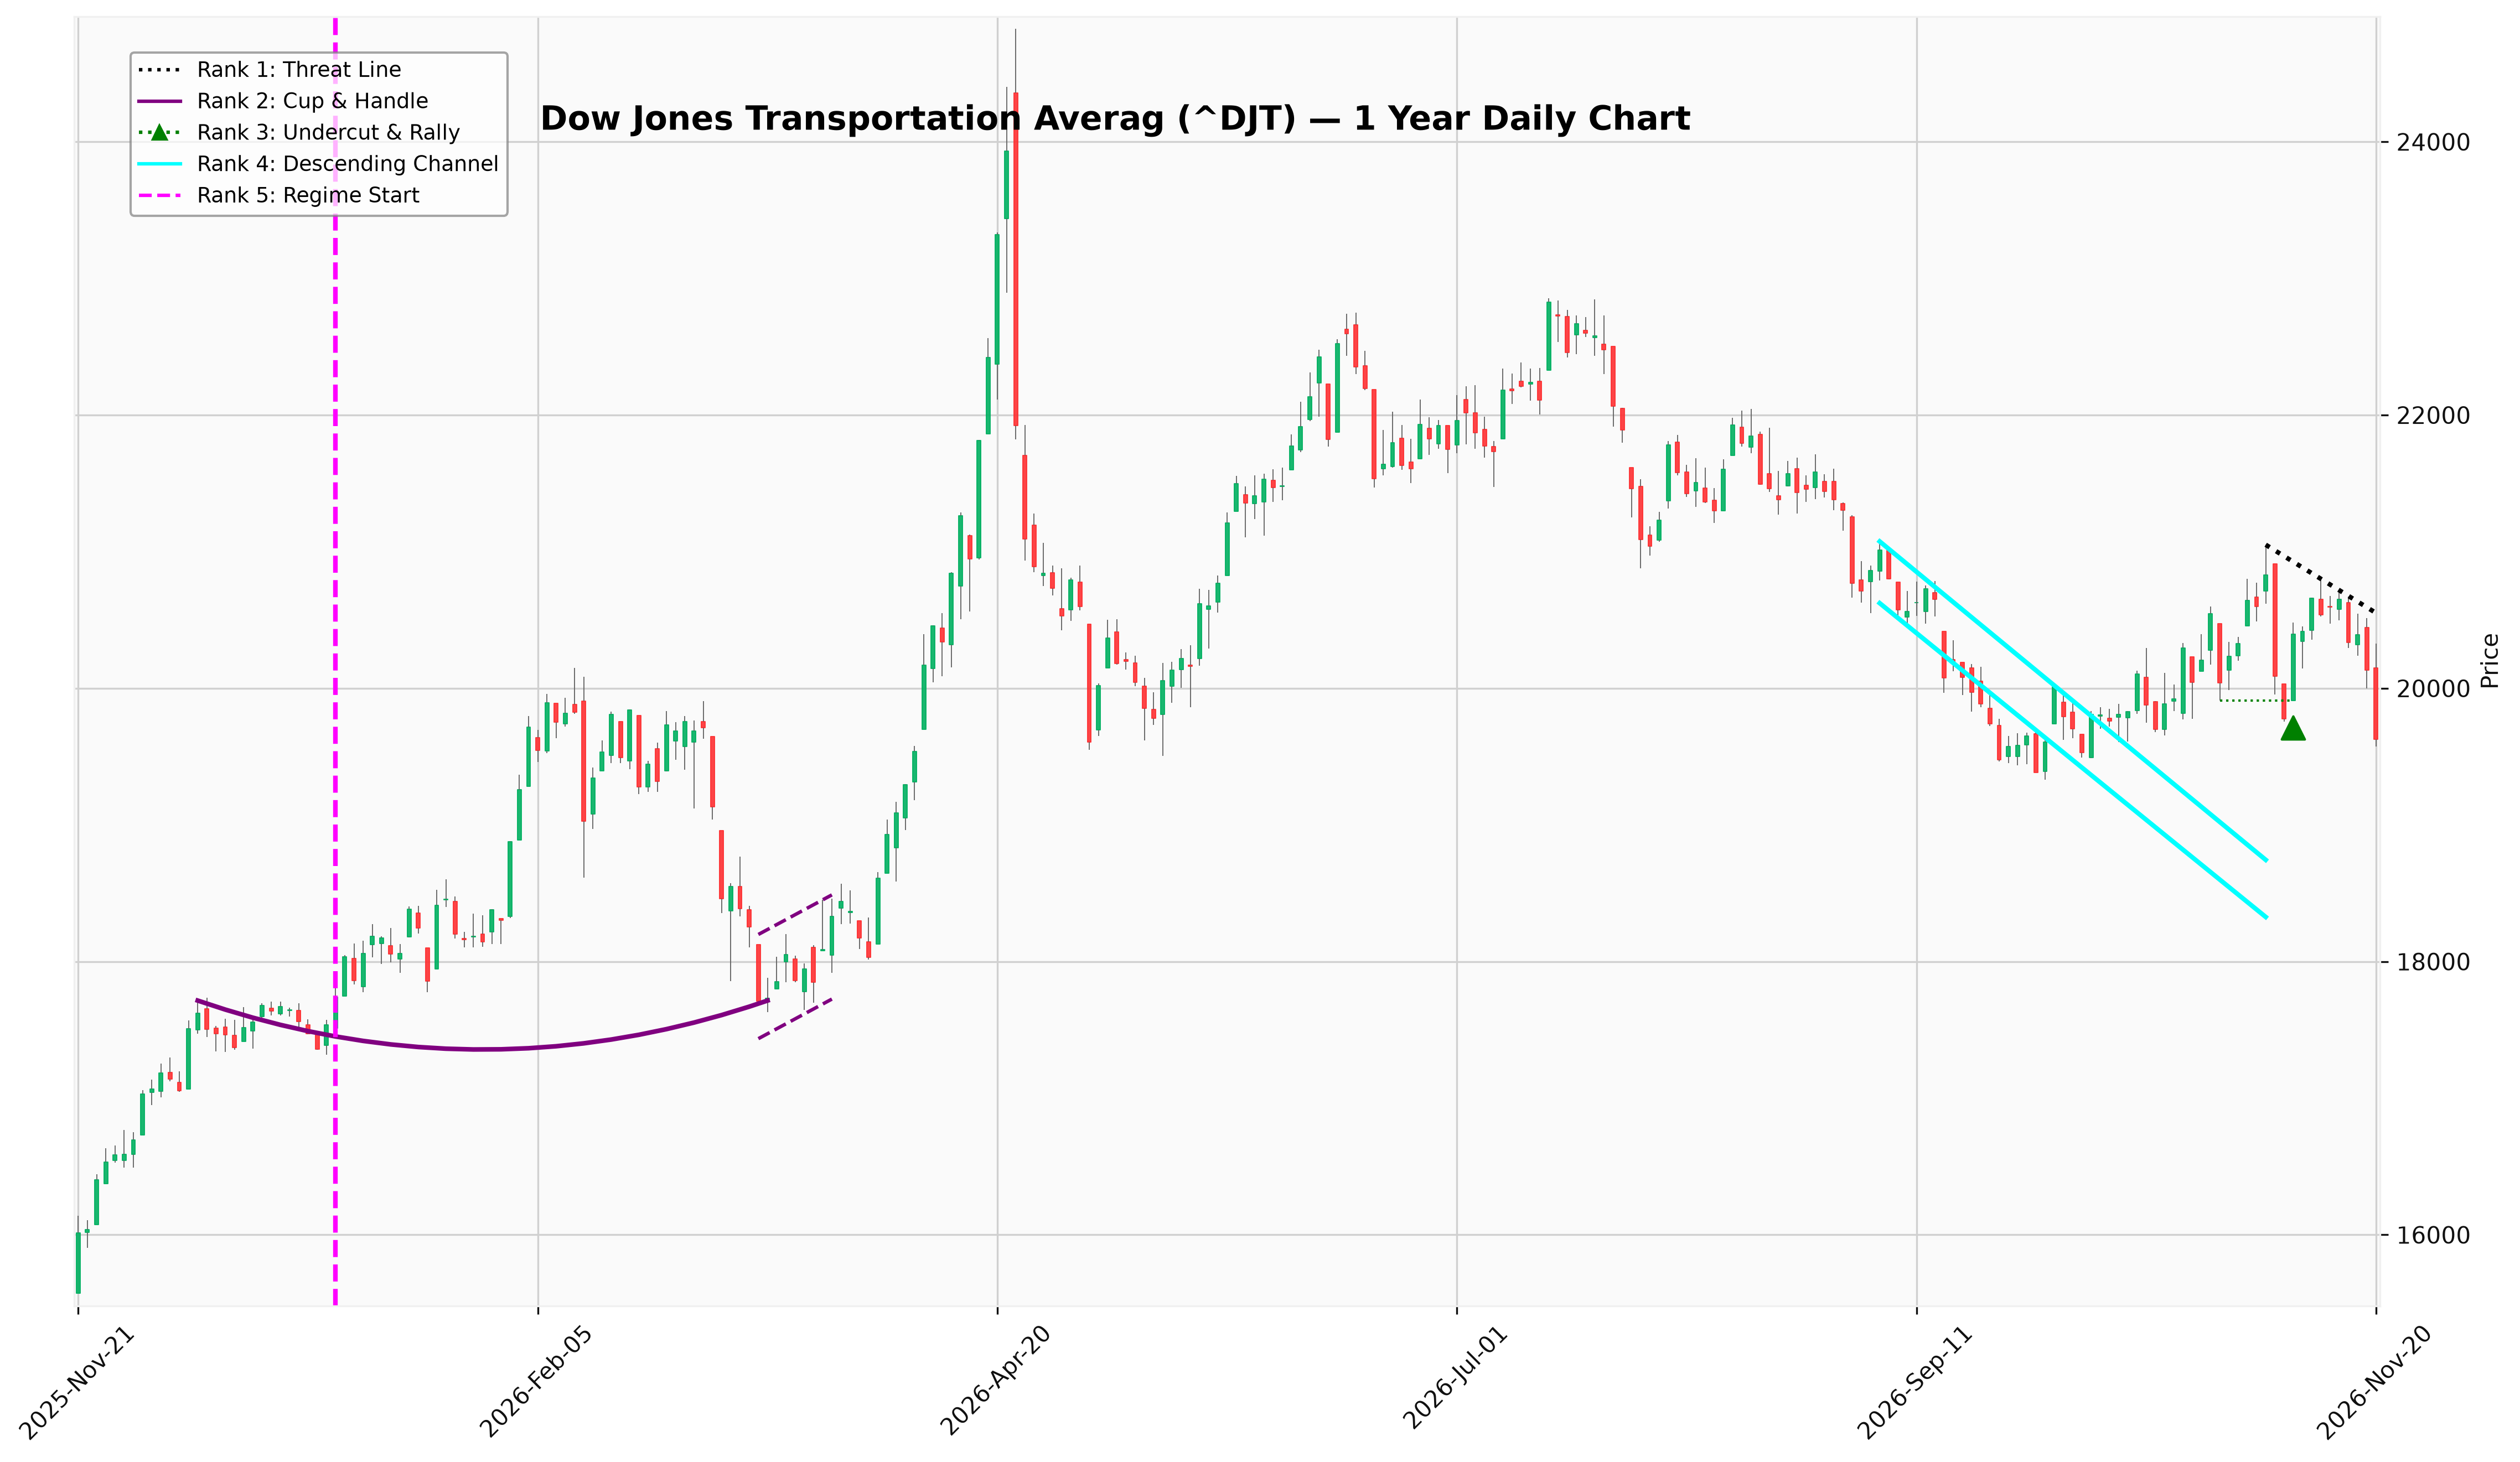 Dow Jones Transportation Averag (^DJT) — 1 Year Daily Chart
Rank 1: Threat Line
Rank 2: Cup & Handle
Rank 3: Undercut & Rally
Rank 4: Descending Channel
Rank 5: Regime Start
24000
22000
20000
18000
16000
Price
2025-Nov-21
2026-Feb-05
2026-Apr-20
2026-Jul-01
2026-Sep-11
2026-Nov-20